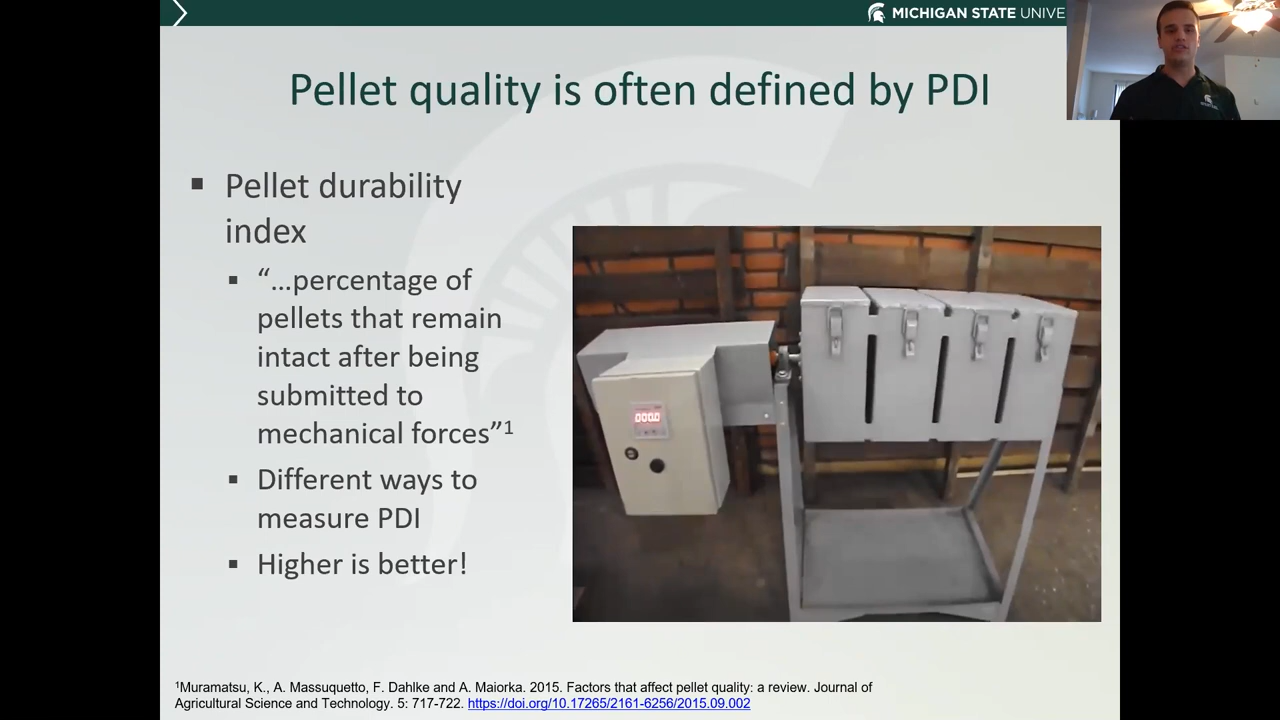 MICHIGAN STATE UNIVE
Pellet quality is often defined by PDI
▪ Pellet durability
index
▪ “…percentage of
pellets that remain
intact after being
submitted to
mechanical forces”¹
▪ Different ways to
measure PDI
▪ Higher is better!
000.0
¹Muramatsu, K., A. Massuquetto, F. Dahlke and A. Maiorka. 2015. Factors that affect pellet quality: a review. Journal of
Agricultural Science and Technology. 5: 717-722. https://doi.org/10.17265/2161-6256/2015.09.002